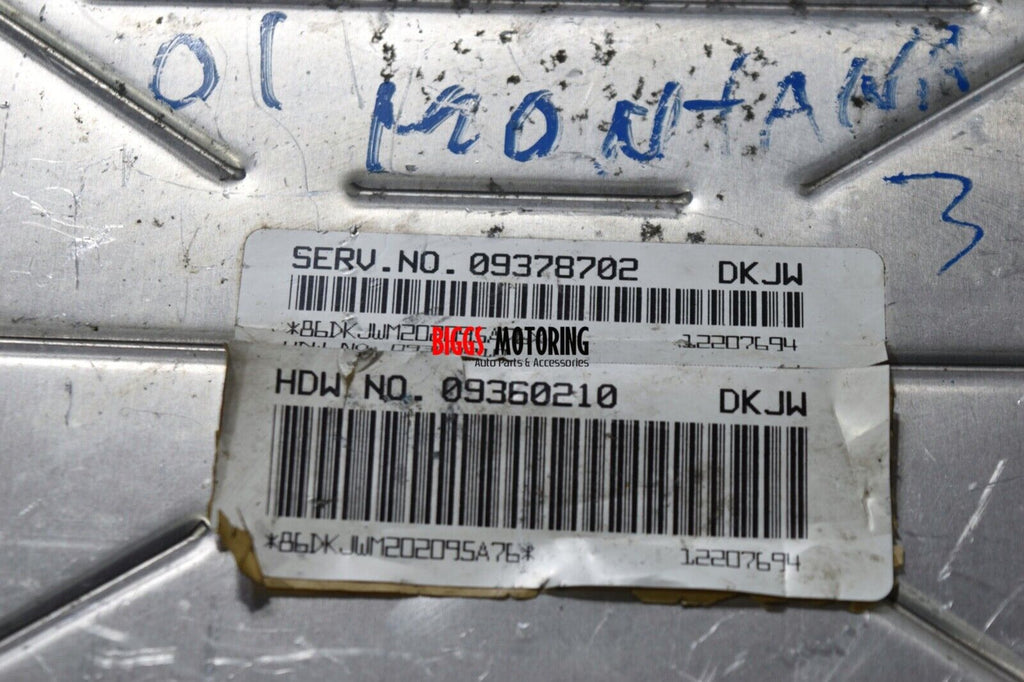 01 MONTANA
3
SERV.NO. 09378702 DKJW
BIGGS MOTORING
Auto Parts & Accessories
12207694
HDW NO. 09360210 DKJW
*86DKJWM202095A76* 12207694